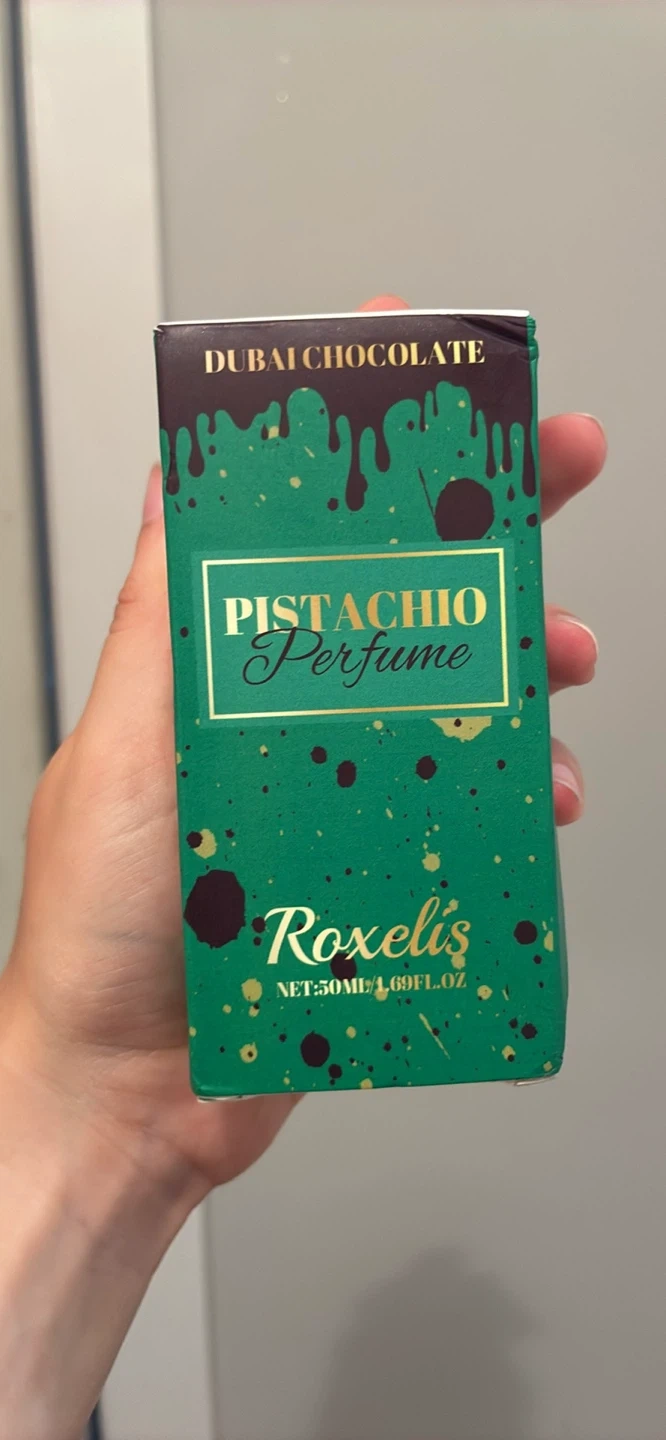 DUBAI CHOCOLATE
PISTACHIO
Perfume
Roxelis
NET:50ML/1.69FL.OZ